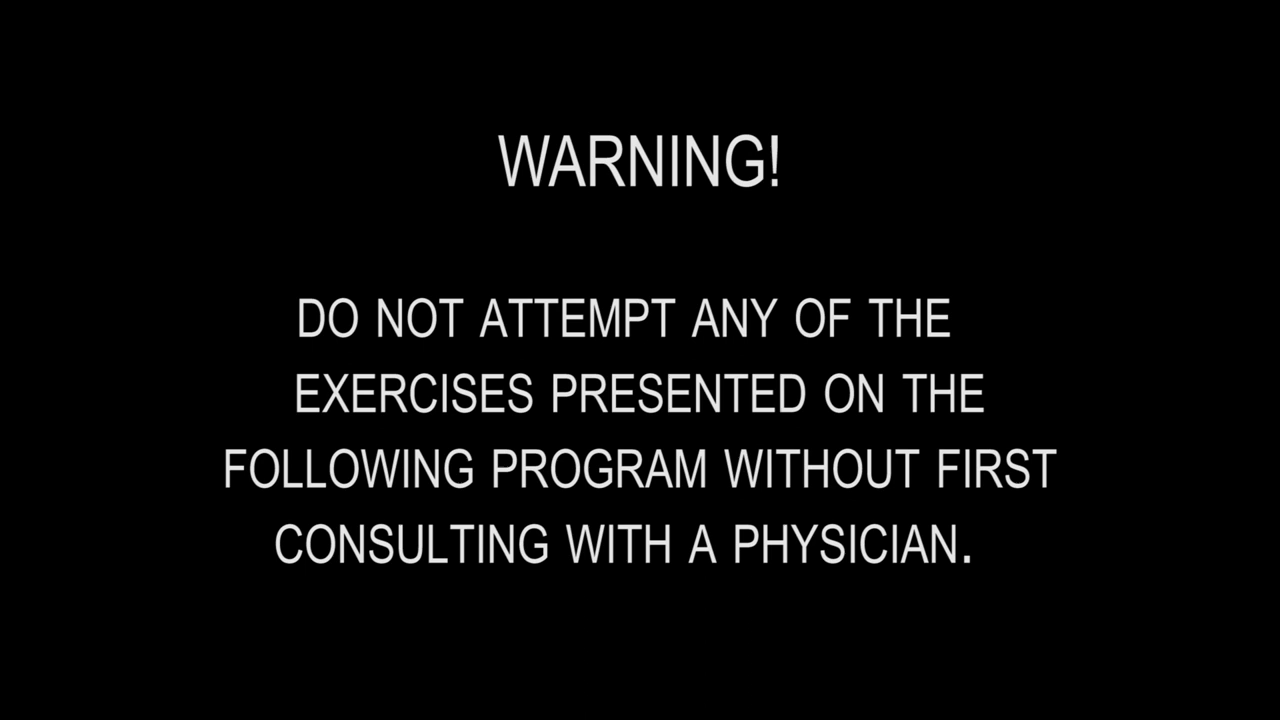 WARNING!
DO NOT ATTEMPT ANY OF THE
EXERCISES PRESENTED ON THE
FOLLOWING PROGRAM WITHOUT FIRST
CONSULTING WITH A PHYSICIAN.